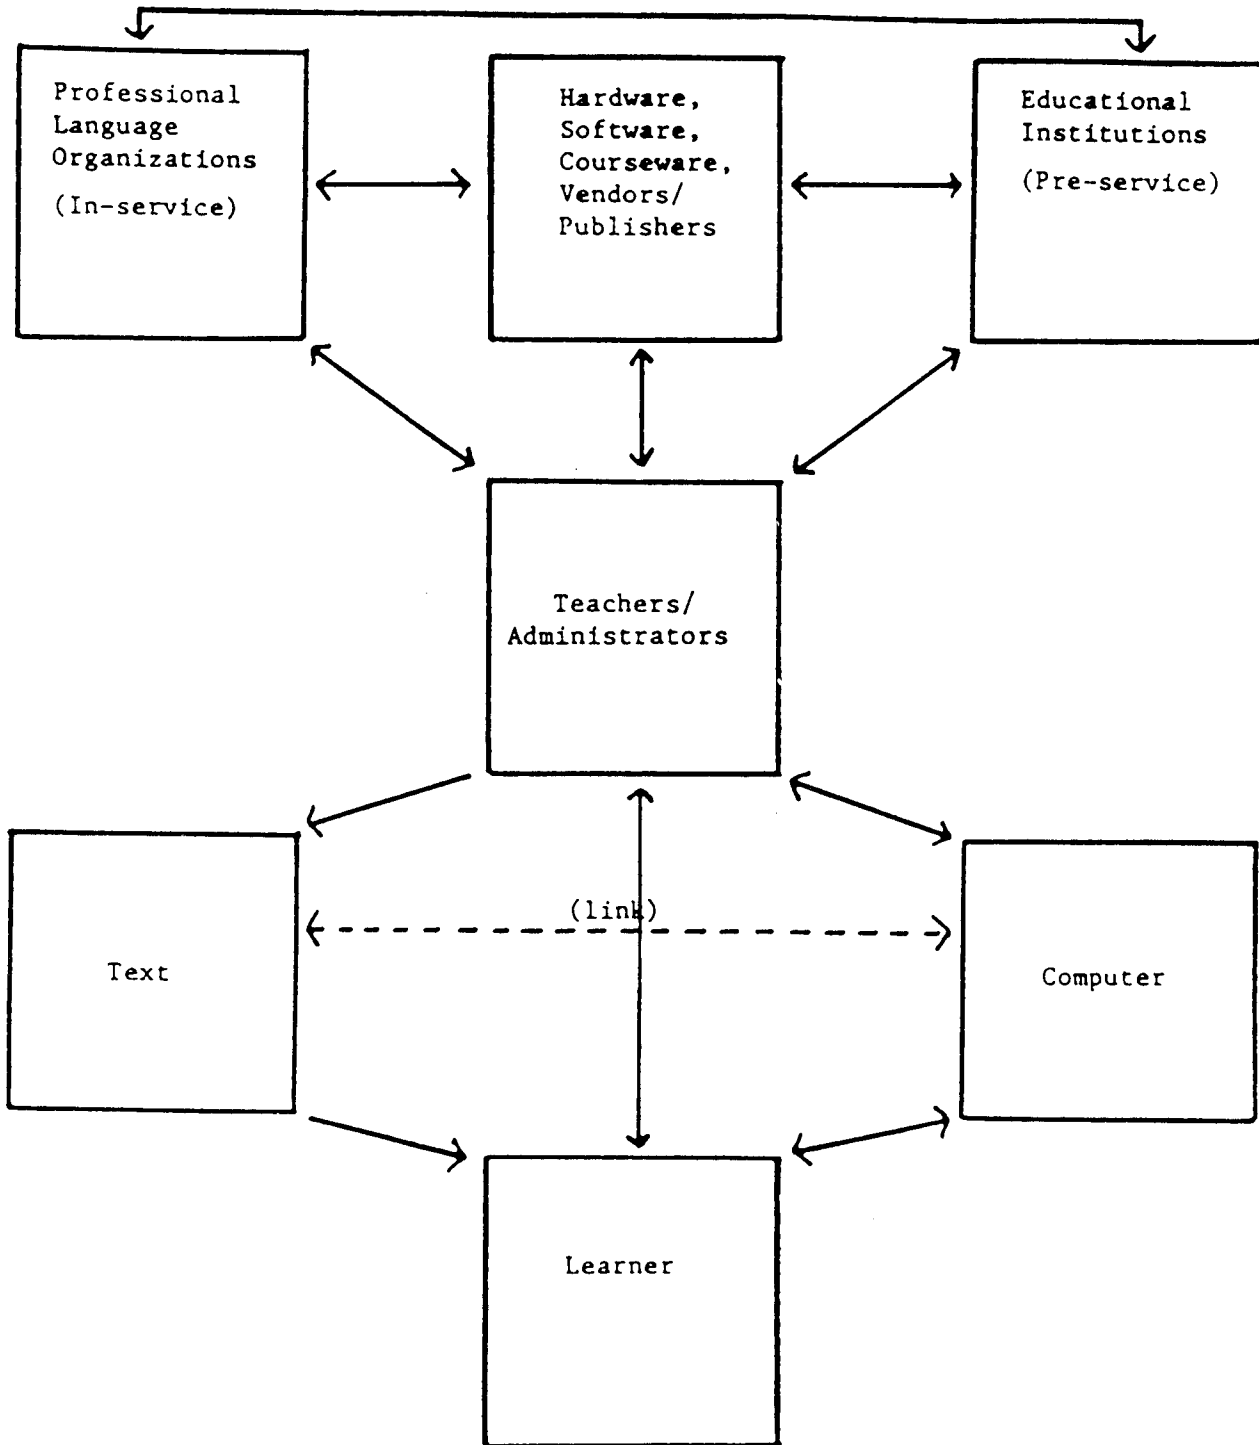 Professional
Language
Organizations
(In-service)
Hardware,
Software,
Courseware,
Vendors/
Publishers
Educational
Institutions
(Pre-service)
Teachers/
Administrators
(link)
Text
Computer
Learner